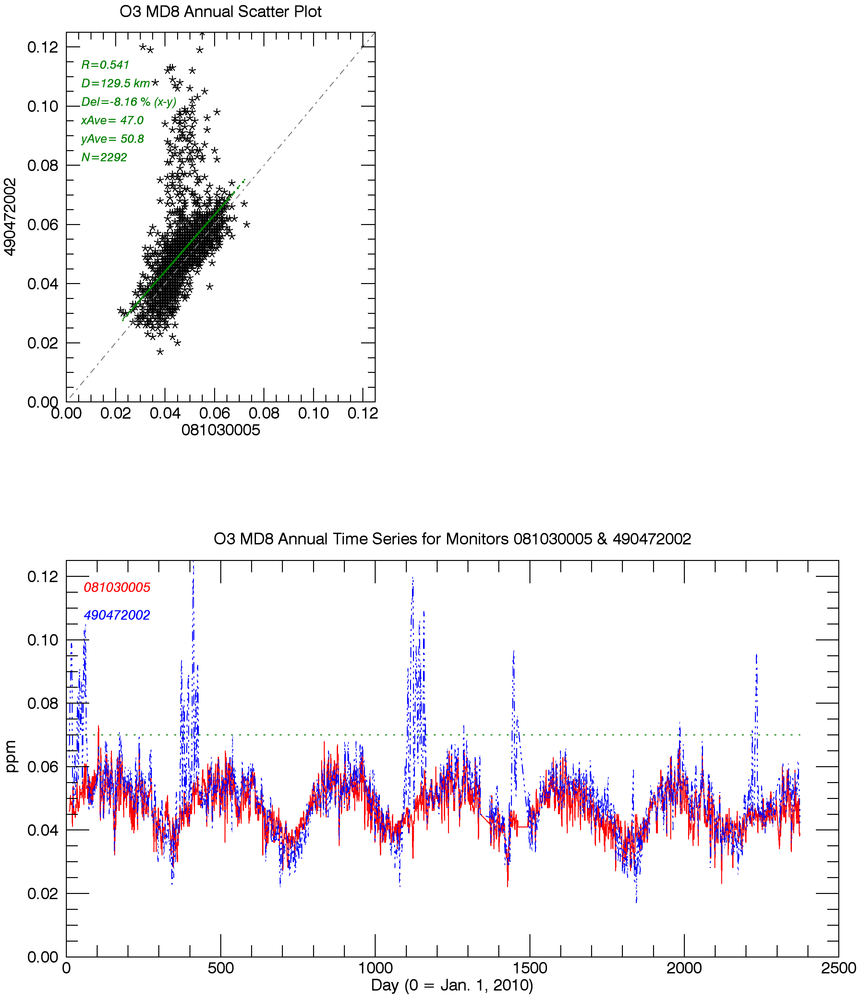 O3 MD8 Annual Scatter Plot
0.12
0.10
0.08
0.06
0.04
0.02
0.00
490472002
R=0.541
D=129.5 km
Del=-8.16 % (x-y)
xAve= 47.0
yAve= 50.8
N=2292
0.00 0.02 0.04 0.06 0.08 0.10 0.12
081030005
O3 MD8 Annual Time Series for Monitors 081030005 & 490472002
0.12
0.10
0.08
0.06
0.04
0.02
0.00
ppm
081030005
490472002
0 500 1000 1500 2000 2500
Day (0 = Jan. 1, 2010)